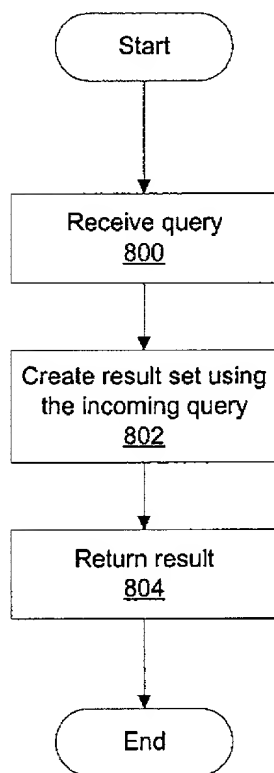 Start
Receive query
800
Create result set using
the incoming query
802
Return result
804
End